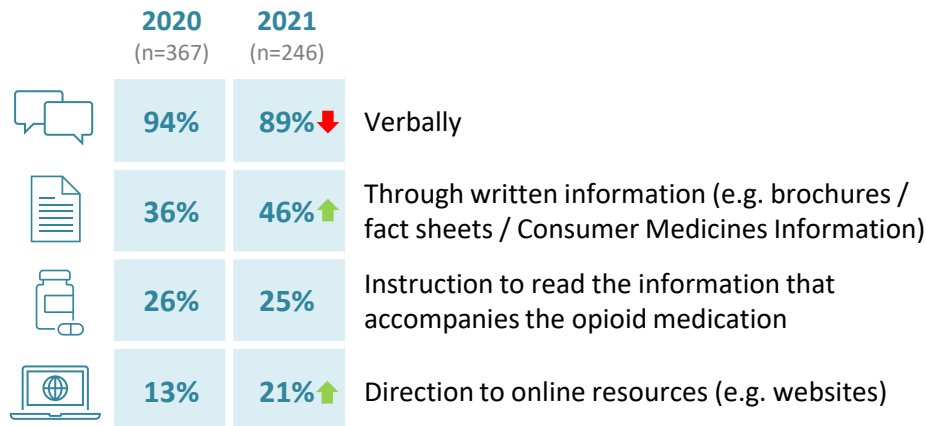 2020 2021
(n=367) (n=246)
94% 89% Verbally
36% 46% Through written information (e.g. brochures /
fact sheets / Consumer Medicines Information)
26% 25% Instruction to read the information that
accompanies the opioid medication
13% 21% Direction to online resources (e.g. websites)